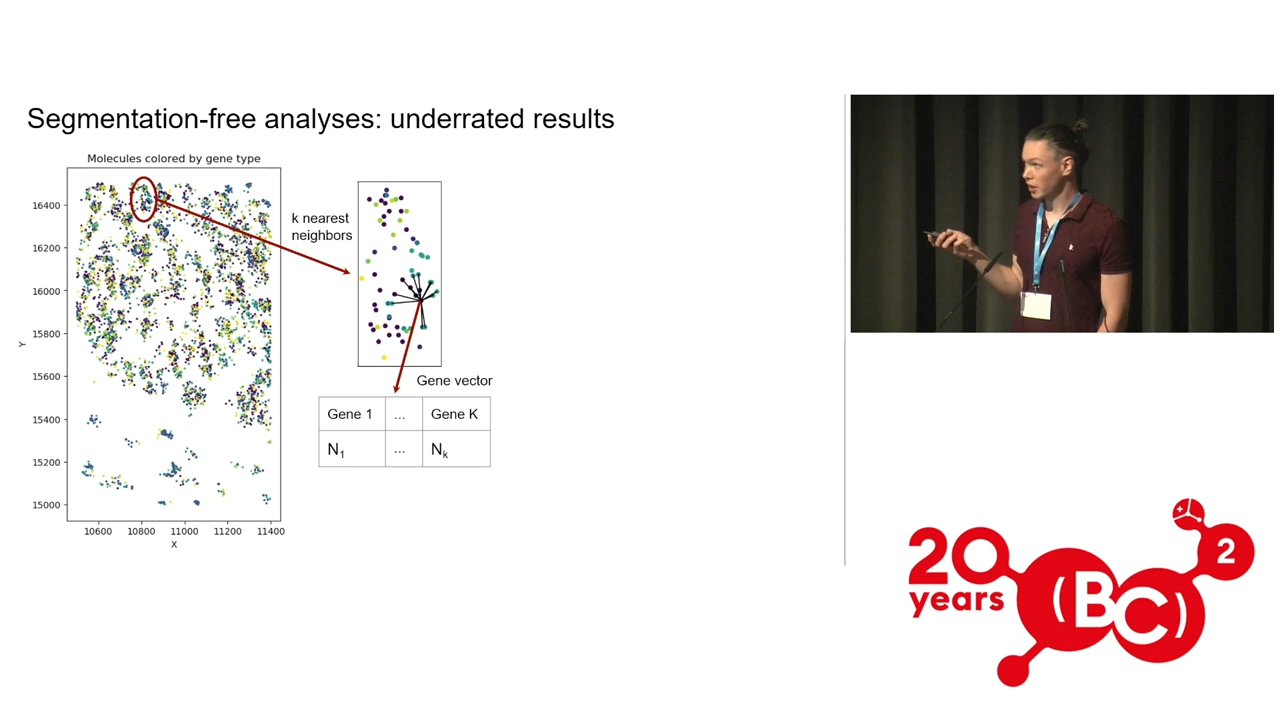 Segmentation-free analyses: underrated results
Molecules colored by gene type
16400
16200
16000
15800
15600
15400
15200
15000
Y
10600 10800 11000 11200 11400
X
k nearest
neighbors
Gene vector
Gene 1 ... Gene K
N1 ... Nk
20
years
(BC)
2